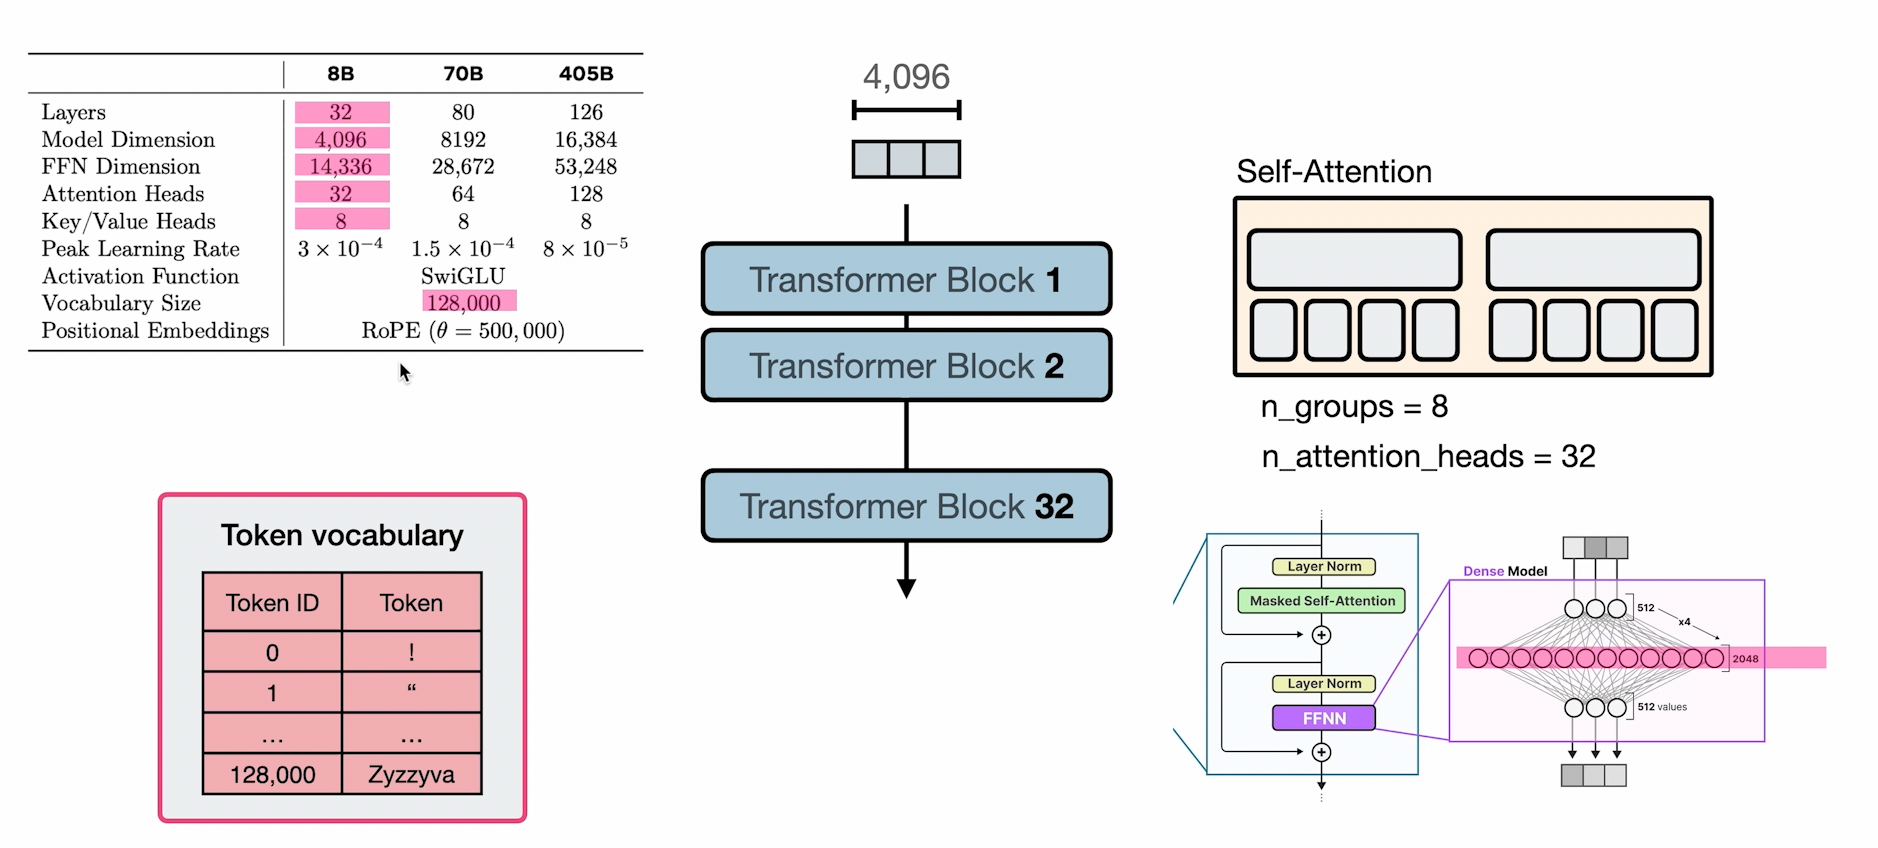 8B 70B 405B
Layers 32 80 126
Model Dimension 4,096 8192 16,384
FFN Dimension 14,336 28,672 53,248
Attention Heads 32 64 128
Key/Value Heads 8 8 8
Peak Learning Rate 3 × 10⁻⁴ 1.5 × 10⁻⁴ 8 × 10⁻⁵
Activation Function SwiGLU
Vocabulary Size 128,000
Positional Embeddings RoPE (θ = 500,000)
Token vocabulary
Token ID Token
0 !
1 “
... ...
128,000 Zyzzyva
4,096
Transformer Block 1
Transformer Block 2
Transformer Block 32
Self-Attention
n_groups = 8
n_attention_heads = 32
Layer Norm
Masked Self-Attention
+
Layer Norm
FFNN
+
Dense Model
512
x4
2048
512 values